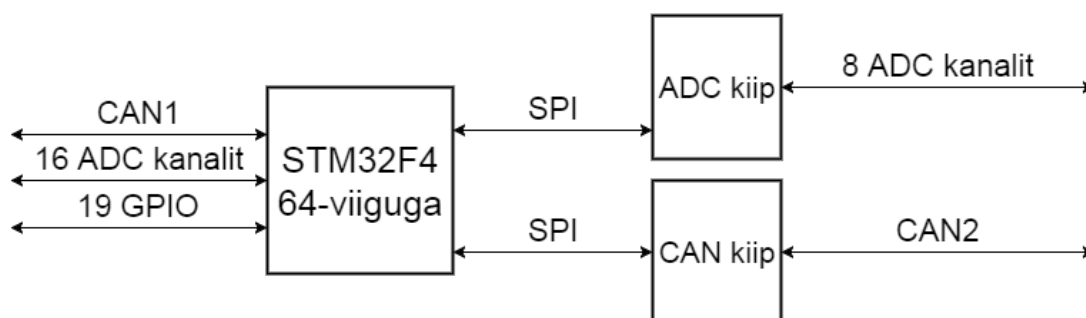 CAN1
16 ADC kanalit
19 GPIO
STM32F4
64-viiguga
SPI
SPI
ADC kiip
CAN kiip
8 ADC kanalit
CAN2